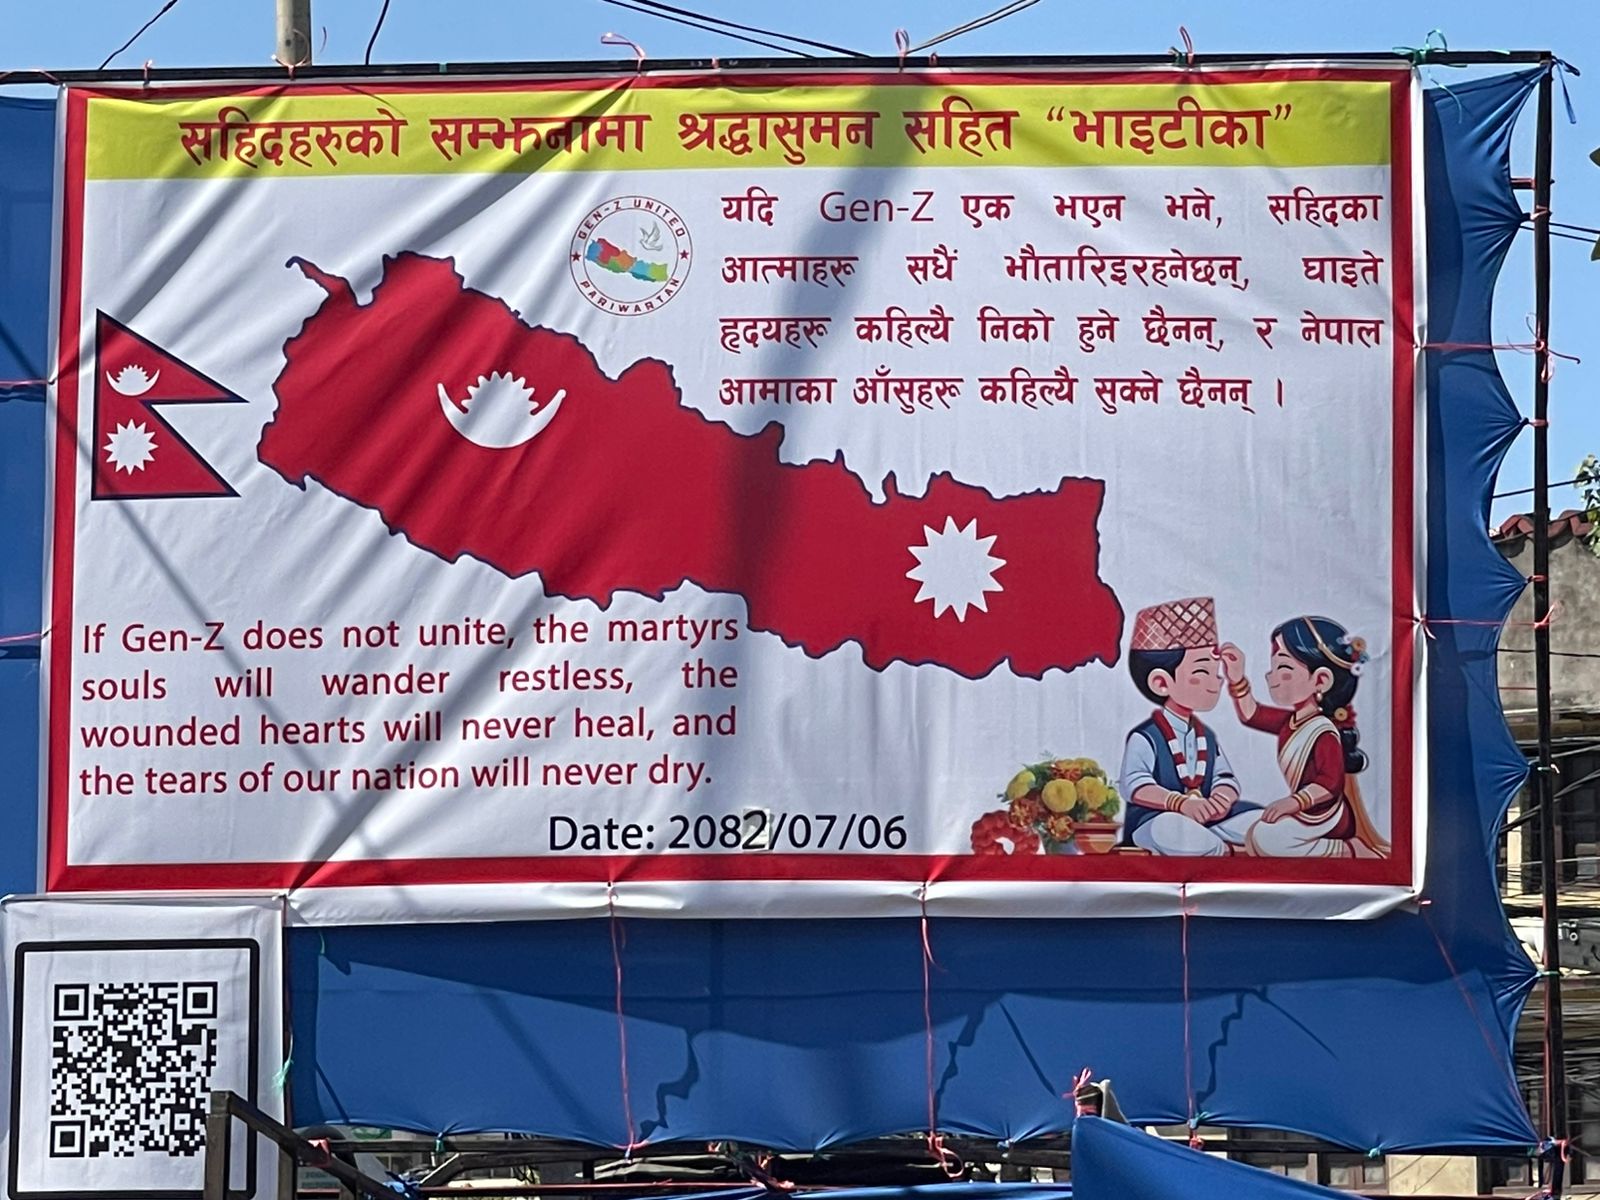 सहिदहरुको सम्झनामा श्रद्धासुमन सहित “भाइटीका”
GEN-Z UNITED
PARIWARTAN
यदि Gen-Z एक भएन भने, सहिदका
आत्माहरू सधैं भौतारिइरहनेछन्, घाइते
हृदयहरू कहिल्यै निको हुने छैनन्, र नेपाल
आमाका आँसुहरू कहिल्यै सुक्ने छैनन् ।
If Gen-Z does not unite, the martyrs
souls will wander restless, the
wounded hearts will never heal, and
the tears of our nation will never dry.
Date: 2082/07/06